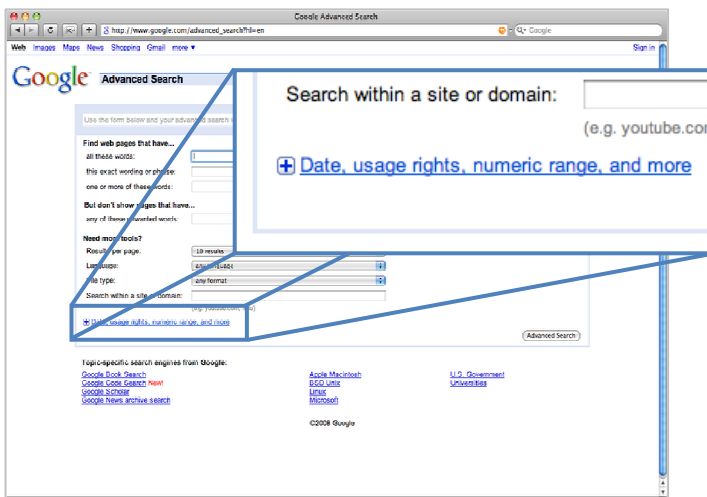 Google Advanced Search
http://www.google.com/advanced_search?hl=en
Google
Web Images Maps News Shopping Gmail more ▼
Sign in
Google Advanced Search
Use the form below and your advanced search
Find web pages that have...
all these words:
this exact wording or phrase:
one or more of these words:
But don't show pages that have...
any of these unwanted words:
Need more tools?
Results per page:
10 results
Language:
any language
File type:
any format
Search within a site or domain:
(e.g. youtube.com,
Date, usage rights, numeric range, and more
Advanced Search
Search within a site or domain:
(e.g. youtube.com
Date, usage rights, numeric range, and more
Topic-specific search engines from Google:
Google Book Search
Google Code Search New!
Google Scholar
Google News archive search
Apple Macintosh
BSD Unix
Linux
Microsoft
U.S. Government
Universities
©2008 Google